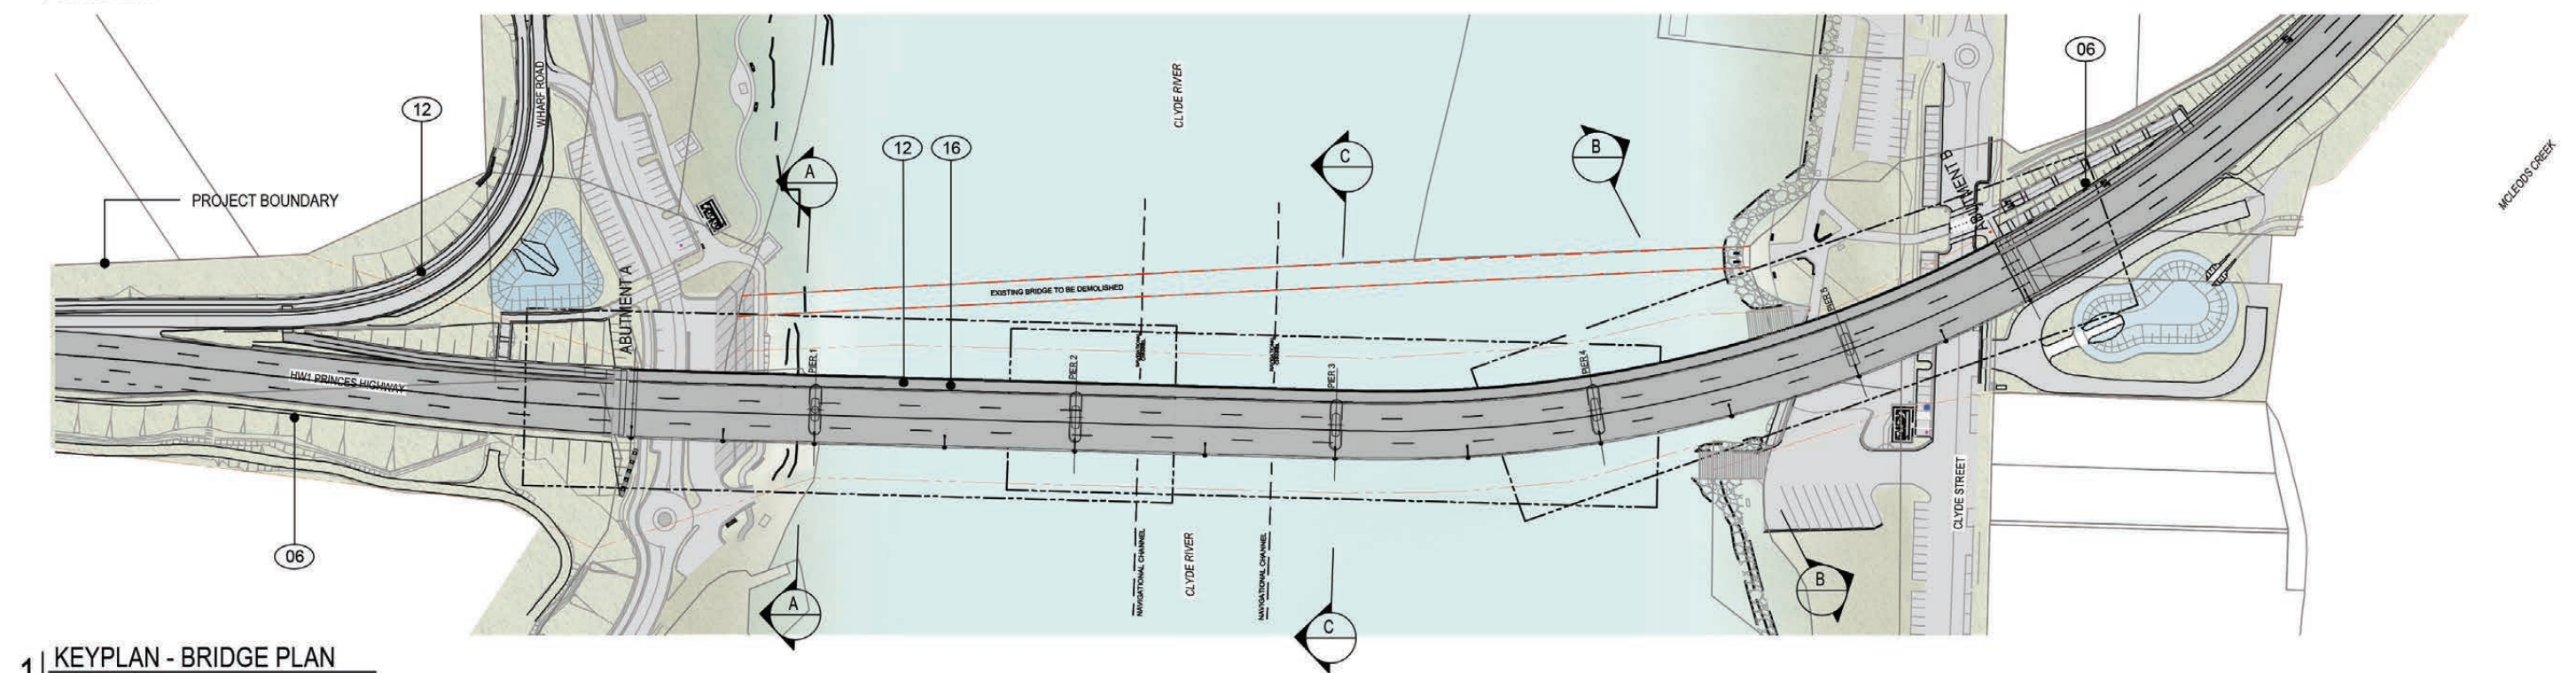 06
12
WHARF ROAD
CLYDE RIVER
MCLEODS CREEK
12
16
C
B
A
ABUTMENT B
PROJECT BOUNDARY
EXISTING BRIDGE TO BE DEMOLISHED
ABUTMENT A
PIER 5
PIER 1
PIER 2
PIER 3
PIER 4
HW1 PRINCES HIGHWAY
CLYDE STREET
06
NAVIGATIONAL CHANNEL
CLYDE RIVER
NAVIGATIONAL CHANNEL
B
A
C
1 KEYPLAN - BRIDGE PLAN